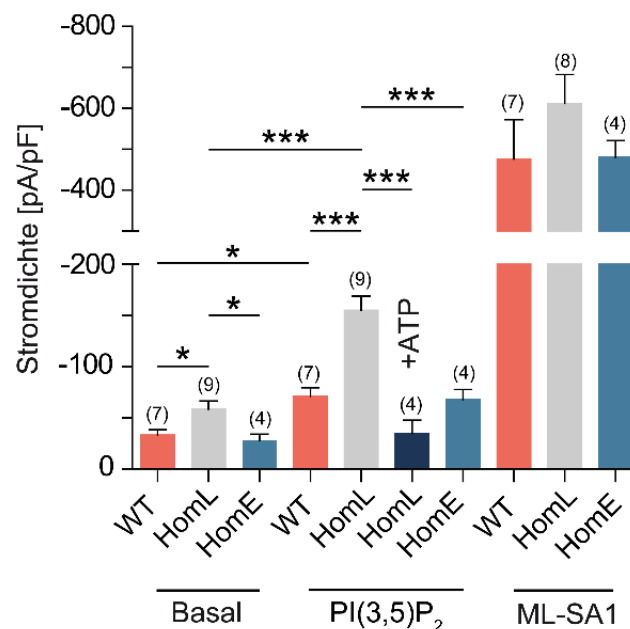 Stromdichte [pA/pF]
-800
-600
-400
-200
-100
0
(7)
(9)
(4)
(7)
(9)
(4)
(4)
(7)
(8)
(4)
*
*
*
***
***
***
***
+ATP
WT
HomL
HomE
WT
HomL
HomL
HomE
WT
HomL
HomE
Basal
PI(3,5)P₂
ML-SA1